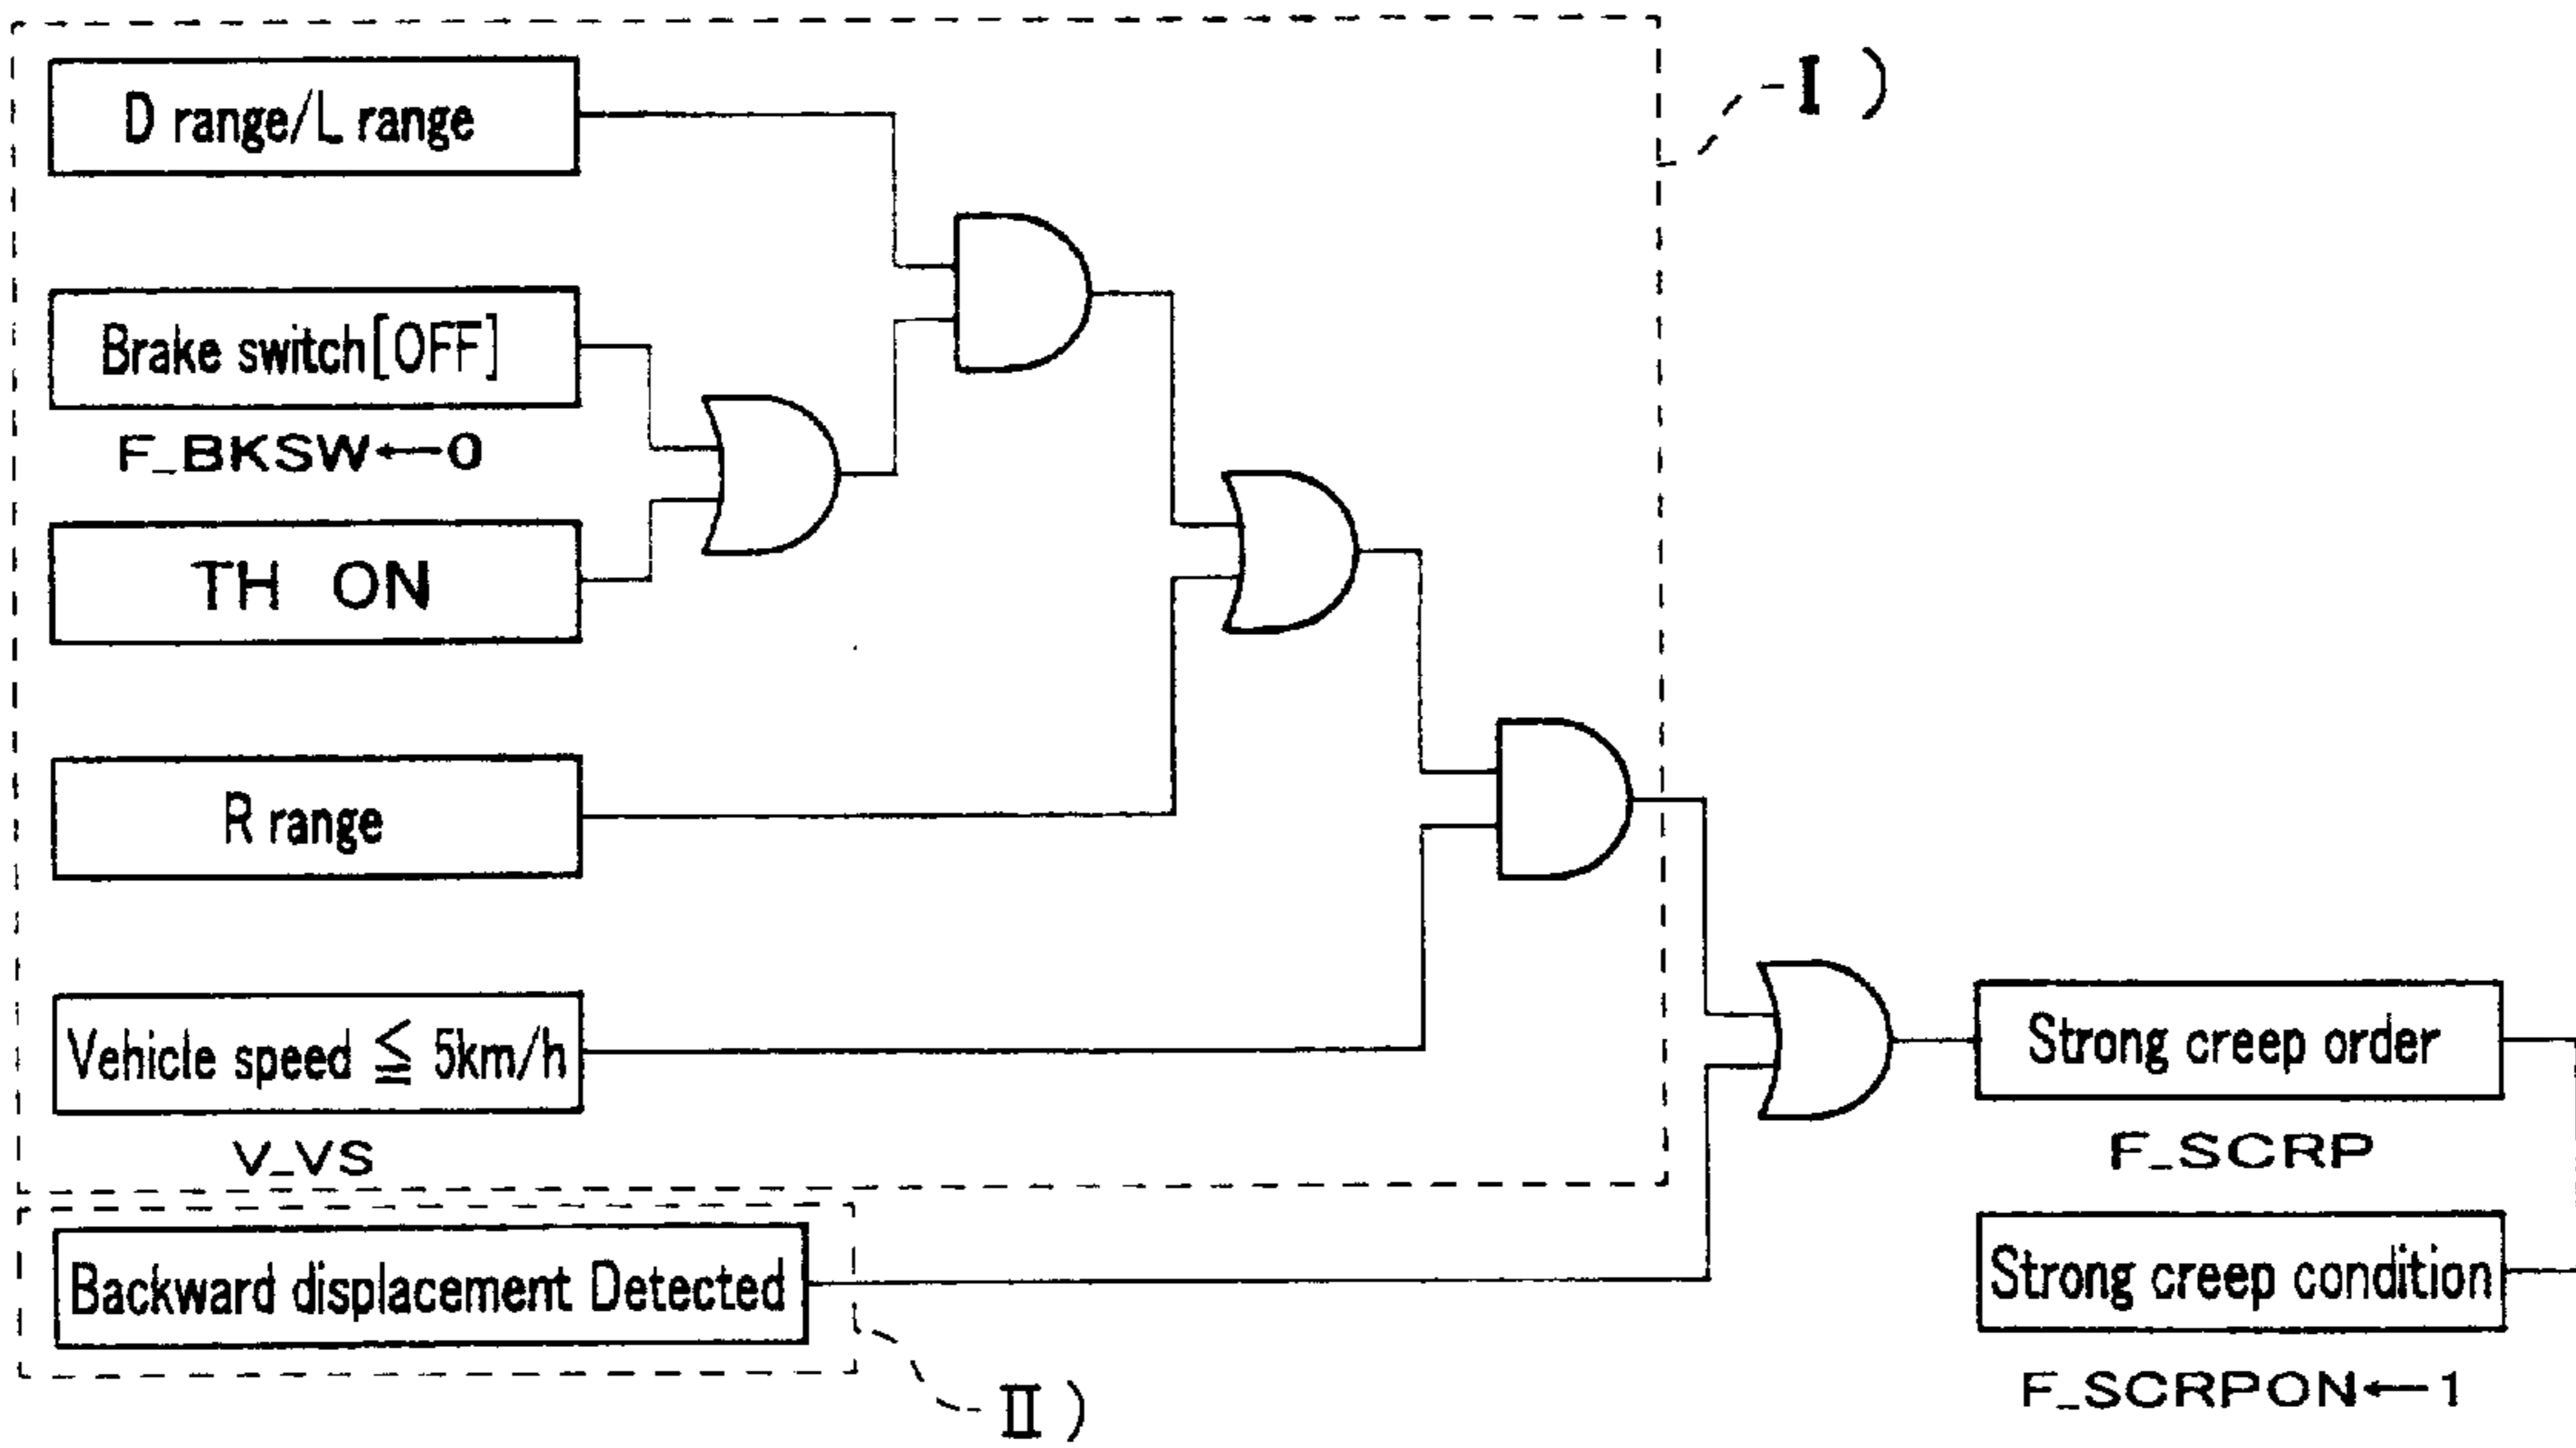 D range/L range
I )
Brake switch[OFF]
F_BKSW←0
TH ON
R range
Vehicle speed ≦ 5km/h
V_VS
Strong creep order
F_SCRP
Backward displacement Detected
Strong creep condition
F_SCRPON←1
II )